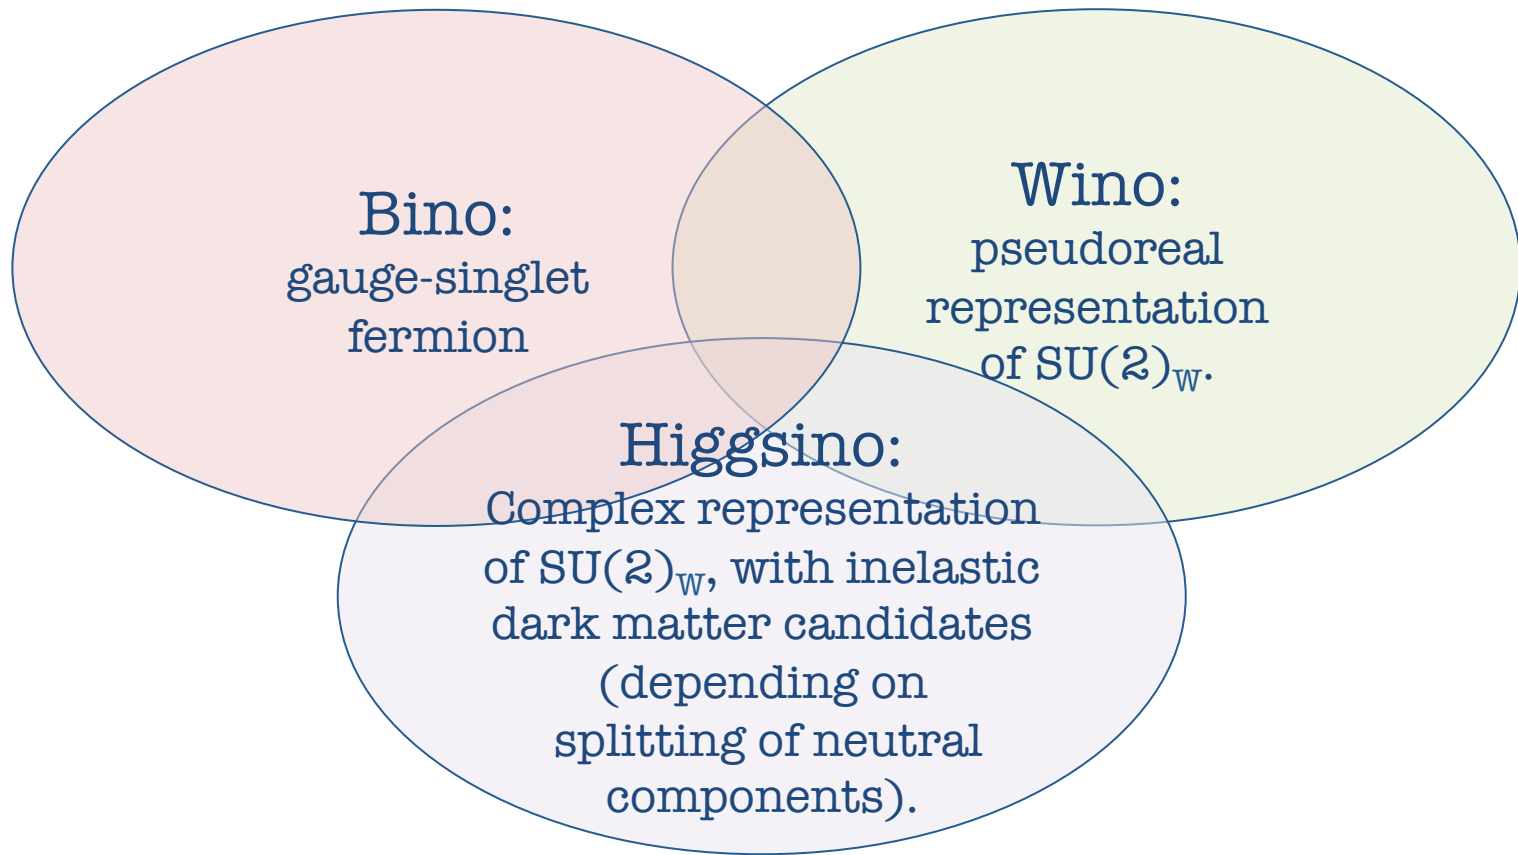 Bino:
gauge-singlet
fermion
Wino:
pseudoreal
representation
of SU(2)W.
Higgsino:
Complex representation
of SU(2)W, with inelastic
dark matter candidates
(depending on
splitting of neutral
components).